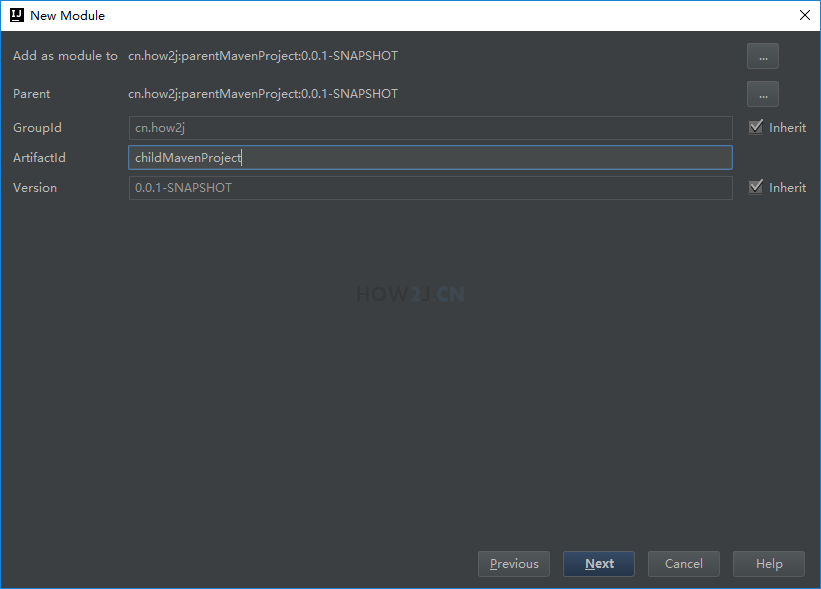 New Module
Add as module to cn.how2j:parentMavenProject:0.0.1-SNAPSHOT ...
Parent cn.how2j:parentMavenProject:0.0.1-SNAPSHOT ...
GroupId cn.how2j Inherit
ArtifactId childMavenProject
Version 0.0.1-SNAPSHOT Inherit
HOW2J.CN
Previous Next Cancel Help